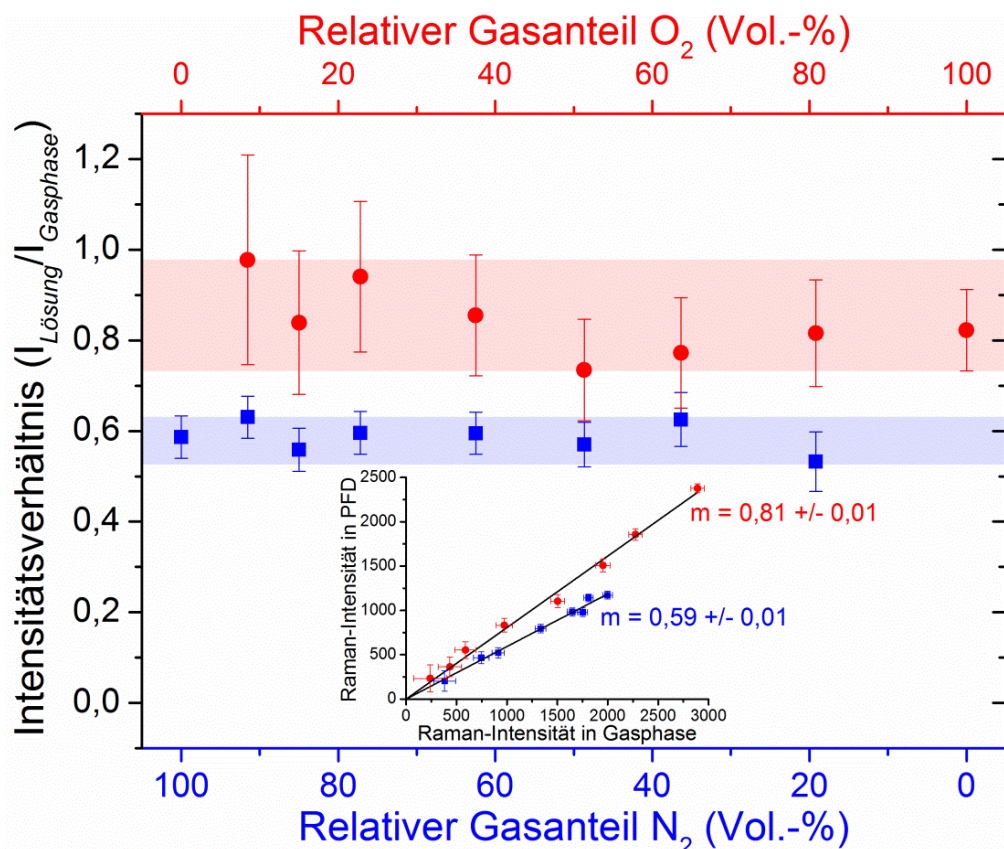 Relativer Gasanteil O₂ (Vol.-%)
0 20 40 60 80 100
Intensitätsverhältnis (I_Lösung/I_Gasphase)
1,2
1,0
0,8
0,6
0,4
0,2
0,0
Raman-Intensität in PFD
2500
2000
1500
1000
500
0
m = 0,81 +/- 0,01
m = 0,59 +/- 0,01
0 500 1000 1500 2000 2500 3000
Raman-Intensität in Gasphase
100 80 60 40 20 0
Relativer Gasanteil N₂ (Vol.-%)